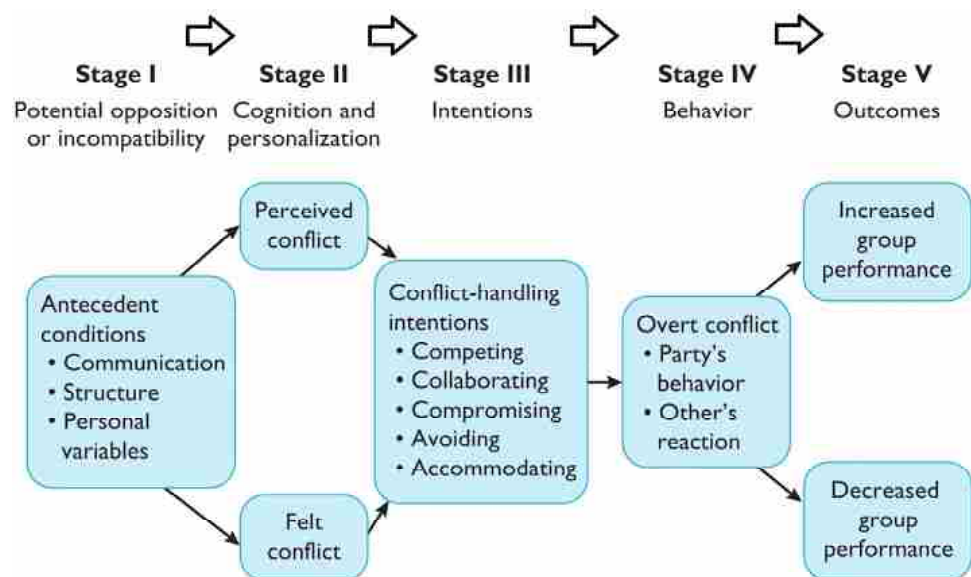 Stage I
Potential opposition
or incompatibility
Stage II
Cognition and
personalization
Stage III
Intentions
Stage IV
Behavior
Stage V
Outcomes
Antecedent
conditions
• Communication
• Structure
• Personal
variables
Perceived
conflict
Felt
conflict
Conflict-handling
intentions
• Competing
• Collaborating
• Compromising
• Avoiding
• Accommodating
Overt conflict
• Party's
behavior
• Other's
reaction
Increased
group
performance
Decreased
group
performance